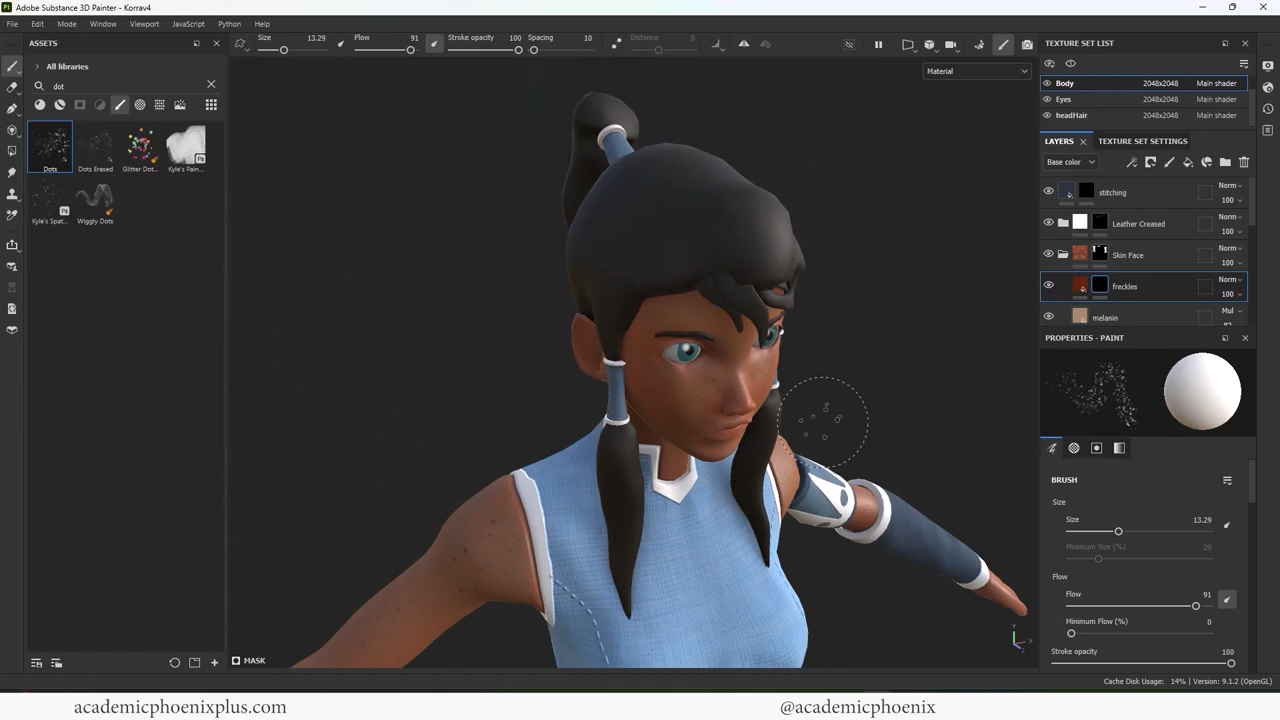 Adobe Substance 3D Painter - Korrav4
File Edit Mode Window Viewport JavaScript Python Help
ASSETS
Size 13.29 Flow 91 Stroke opacity 100 Spacing 10 Distance 8
TEXTURE SET LIST
All libraries
dot
Material
Body 2048x2048 Main shader
Eyes 2048x2048 Main shader
headHair 2048x2048 Main shader
LAYERS TEXTURE SET SETTINGS
Base color
Dots Dots Erased Glitter Dot... Kyle's Pain...
Kyle's Spat... Wiggly Dots
stitching Norm 100
Leather Creased Norm 100
Skin Face Norm 100
freckles Norm 100
melanin Mul
PROPERTIES - PAINT
BRUSH
Size
Size 13.29
Minimum Size (%) 20
Flow
Flow 91
Minimum Flow (%) 0
Stroke opacity 100
MASK
Cache Disk Usage: 14% | Version: 9.1.2 (OpenGL)
academicphoenixplus.com
@academicphoenix